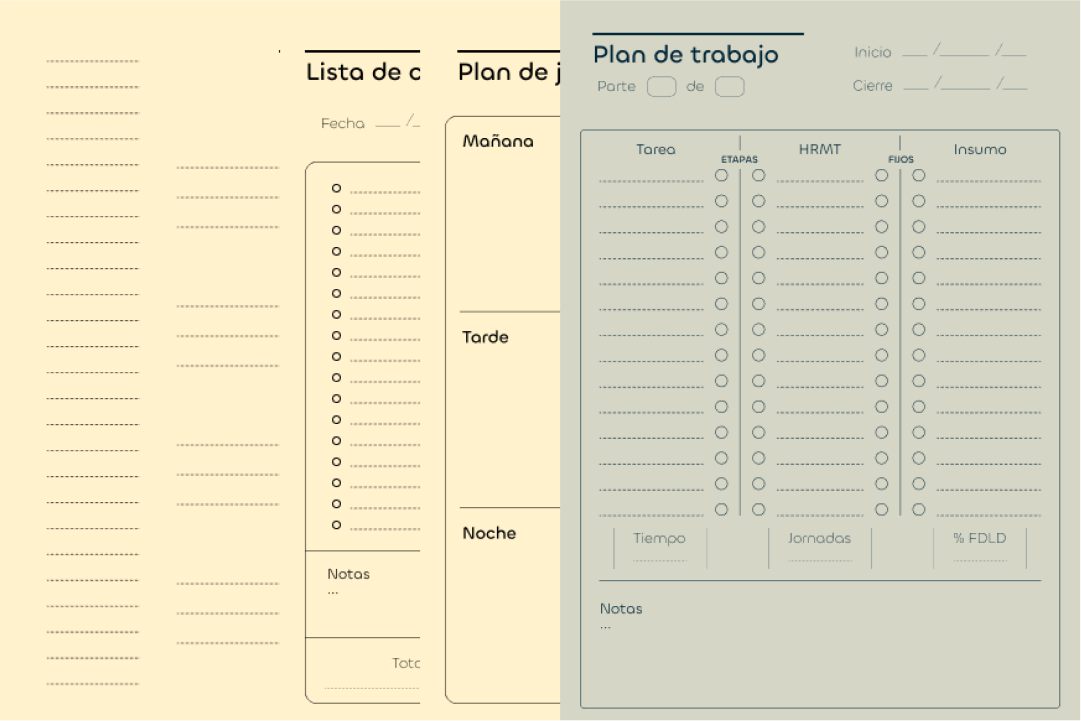 Lista de c
Fecha ___ /_
Notas
...
Toto
Plan de j
Mañana
Tarde
Noche
Plan de trabajo
Parte de
Inicio ___ /______ /___
Cierre ___ /______ /___
Tarea HRMT Insumo
ETAPAS FIJOS
Tiempo Jornadas % FDLD
Notas
...